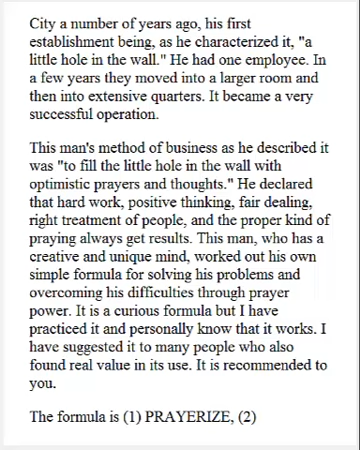 City a number of years ago, his first
establishment being, as he characterized it, "a
little hole in the wall." He had one employee. In
a few years they moved into a larger room and
then into extensive quarters. It became a very
successful operation.
This man's method of business as he described it
was "to fill the little hole in the wall with
optimistic prayers and thoughts." He declared
that hard work, positive thinking, fair dealing,
right treatment of people, and the proper kind of
praying always get results. This man, who has a
creative and unique mind, worked out his own
simple formula for solving his problems and
overcoming his difficulties through prayer
power. It is a curious formula but I have
practiced it and personally know that it works. I
have suggested it to many people who also
found real value in its use. It is recommended to
you.
The formula is (1) PRAYERIZE, (2)